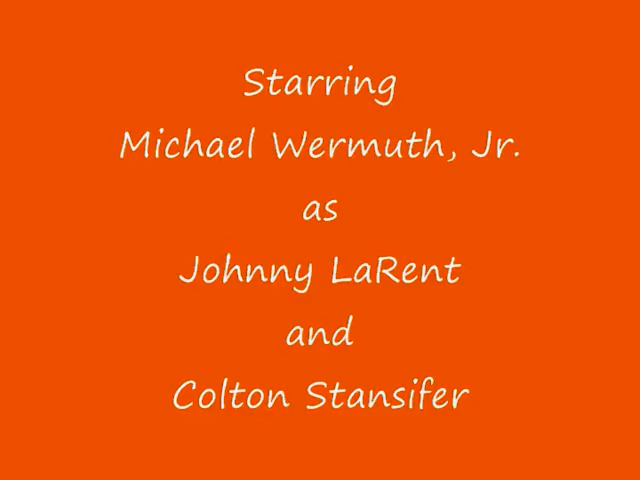 Starring
Michael Wermuth, Jr.
as
Johnny LaRent
and
Colton Stansifer